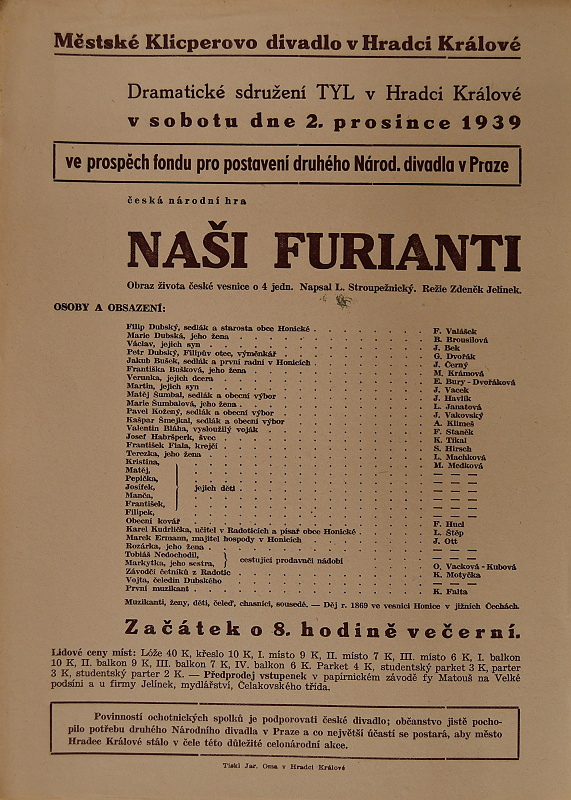 Městské Klicperovo divadlo v Hradci Králové
Dramatické sdružení TYL v Hradci Králové
v sobotu dne 2. prosince 1939
ve prospěch fondu pro postavení druhého Národ. divadla v Praze
česká národní hra
NAŠI FURIANTI
Obraz života české vesnice o 4 jedn. Napsal L. Stroupežnický. Režie Zdeněk Jelínek.
OSOBY A OBSAZENÍ:
Filip Dubský, sedlák a starosta obce Honické . . . . . . . . F. Valášek
Marie Dubská, jeho žena . . . . . . . . B. Brousilová
Václav, jejich syn . . . . . . . . J. Bek
Petr Dubský, Filipův otec, výměnkář . . . . . . . . G. Dvořák
Jakub Bušek, sedlák a první radní v Honicích . . . . . . . . J. Černý
Františka Bušková, jeho žena . . . . . . . . M. Krámová
Verunka, jejich dcera . . . . . . . . E. Bury - Dvořáková
Martin, jejich syn . . . . . . . . J. Vacek
Matěj Šumbal, sedlák a obecní výbor . . . . . . . . J. Havlík
Marie Šumbalová, jeho žena . . . . . . . . L. Janatová
Pavel Kožený, sedlák a obecní výbor . . . . . . . . J. Vakovský
Kašpar Šmejkal, sedlák a obecní výbor . . . . . . . . A. Klimeš
Valentin Bláha, vysloužilý voják . . . . . . . . F. Staněk
Josef Habršperk, švec . . . . . . . . K. Tikal
František Fiala, krejčí . . . . . . . . S. Hirsch
Terezka, jeho žena . . . . . . . . L. Machková
Kristina, . . . . . . . . M. Medková
Matěj, . . . . . . . . — — —
Pepička, . . . . . . . . — — —
Josífek, jejich děti . . . . . . . . — — —
Manča, . . . . . . . . — — —
František, . . . . . . . . — — —
Filípek, . . . . . . . . — — —
Obecní kovář . . . . . . . . F. Hucl
Karel Kudrlička, učitel v Radoticích a písař obce Honické . . . . . . . . L. Štěp
Marek Ermann, majitel hospody v Honicích . . . . . . . . J. Ott
Rozárka, jeho žena . . . . . . . . — — —
Tobiáš Nedochodil, . . . . . . . . — — —
Markytka, jeho sestra, cestující prodavači nádobí . . . . . . . . O. Vacková - Kubová
Závodčí četníků z Radotic . . . . . . . . K. Motyčka
Vojta, čeledín Dubského . . . . . . . . — — —
První muzikant . . . . . . . . K. Falta
Muzikanti, ženy, děti, čeleď, chasníci, sousedé. — Děj r. 1869 ve vesnici Honice v jižních Čechách.
Začátek o 8. hodině večerní.
Lidové ceny míst: Lóže 40 K, křeslo 10 K, I. místo 9 K, II. místo 7 K, III. místo 6 K, I. balkon
10 K, II. balkon 9 K, III. balkon 7 K, IV. balkon 6 K. Parket 4 K, studentský parket 3 K, parter
3 K, studentský parter 2 K. — Předprodej vstupenek v papírnickém závodě fy Matouš na Velké
podsíni a u firmy Jelínek, mydlářství, Čelakovského třída.
Povinností ochotnických spolků je podporovati české divadlo; občanstvo jistě pocho-
pilo potřebu druhého Národního divadla v Praze a co největší účastí se postará, aby město
Hradec Králové stálo v čele této důležité celonárodní akce.
Tiskl Jar. Oma v Hradci Králové